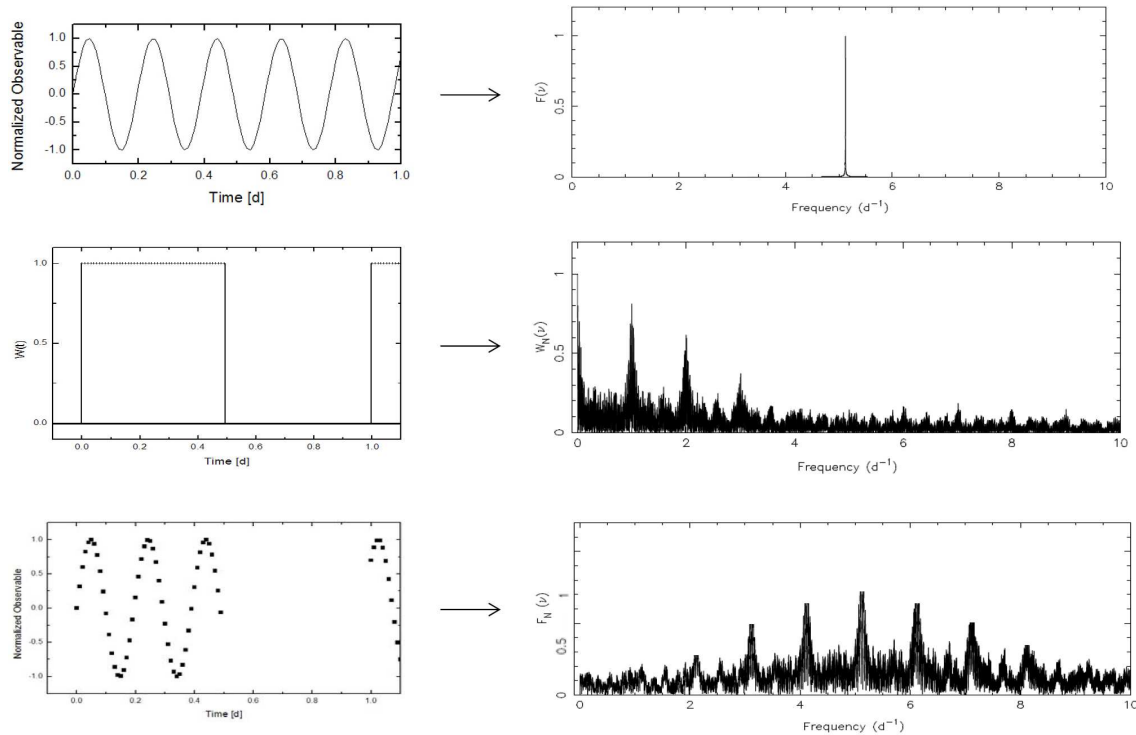 Normalized Observable
1.0
0.5
0.0
-0.5
-1.0
0.0 0.2 0.4 0.6 0.8 1.0
Time [d]
F(ν)
1
0.5
0
0 2 4 6 8 10
Frequency (d⁻¹)
W(t)
1.0
0.5
0.0
0.0 0.2 0.4 0.6 0.8 1.0
Time [d]
W_N(ν)
1
0.5
0
0 2 4 6 8 10
Frequency (d⁻¹)
Normalized Observable
1.0
0.5
0.0
-0.5
-1.0
0.0 0.2 0.4 0.6 0.8 1.0
Time [d]
F_N(ν)
1
0.5
0
0 2 4 6 8 10
Frequency (d⁻¹)